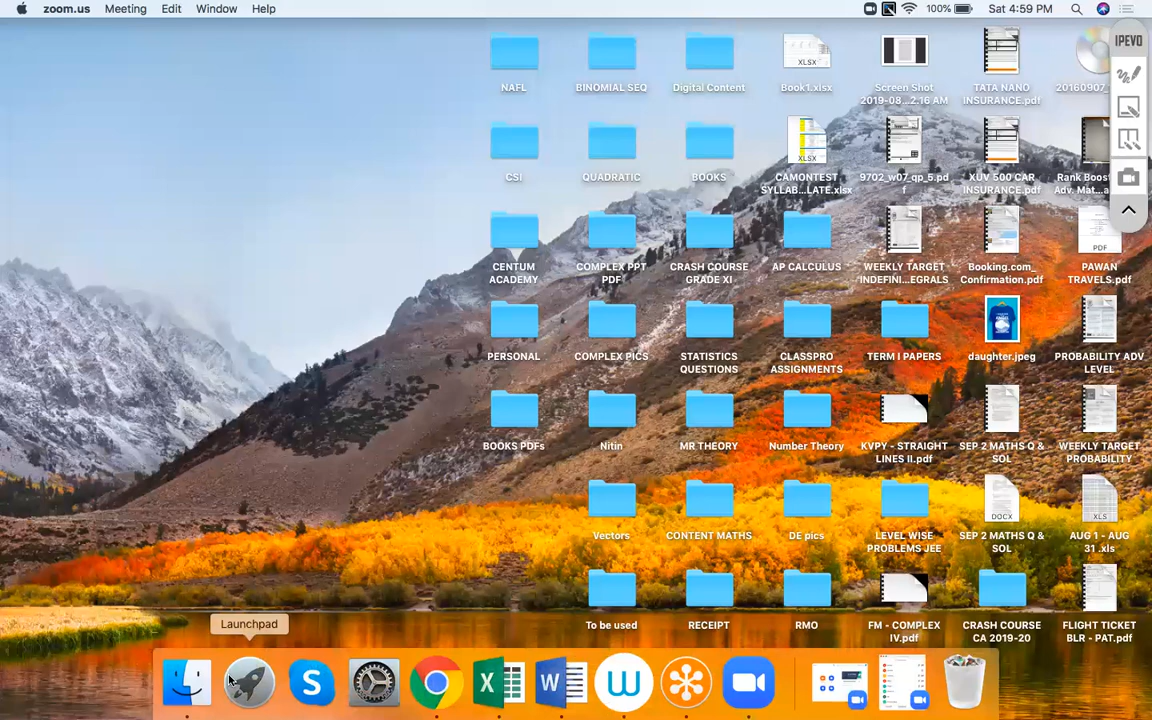 zoom.us Meeting Edit Window Help 100% Sat 4:59 PM
IPEVO
NAFL
BINOMIAL SEQ
Digital Content
XLSX
Book1.xlsx
Screen Shot
2019-08...2.16 AM
TATA NANO
INSURANCE.pdf
CSI
QUADRATIC
BOOKS
XLSX
CAMONTEST
SYLLAB...LATE.xlsx
9702_w07_qp_5.pd
f
XUV 500 CAR
INSURANCE.pdf
Rank Boost
Adv. Mat...
CENTUM
ACADEMY
COMPLEX PPT
PDF
CRASH COURSE
GRADE XI
AP CALCULUS
WEEKLY TARGET
INDEFINI...EGRALS
Booking.com_
Confirmation.pdf
PDF
PAWAN
TRAVELS.pdf
PERSONAL
COMPLEX PICS
STATISTICS
QUESTIONS
CLASSPRO
ASSIGNMENTS
TERM I PAPERS
daughter.jpeg
PROBABILITY ADV
LEVEL
BOOKS PDFs
Nitin
MR THEORY
Number Theory
KVPY - STRAIGHT
LINES II.pdf
SEP 2 MATHS Q &
SOL
WEEKLY TARGET
PROBABILITY
Vectors
CONTENT MATHS
DE pics
LEVEL WISE
PROBLEMS JEE
DOCX
SEP 2 MATHS Q &
SOL
XLS
AUG 1 - AUG
31 .xls
To be used
RECEIPT
RMO
FM - COMPLEX
IV.pdf
CRASH COURSE
CA 2019-20
FLIGHT TICKET
BLR - PAT.pdf
Launchpad